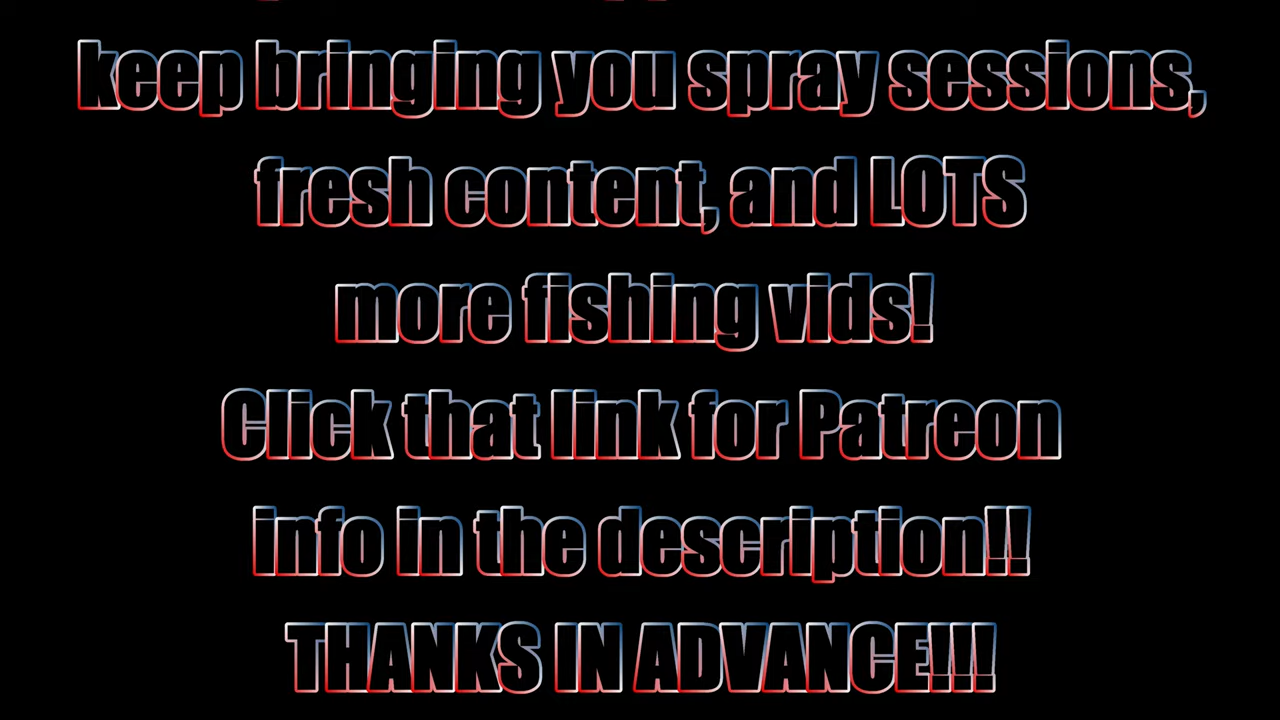 keep bringing you spray sessions,
fresh content, and LOTS
more fishing vids!
Click that link for Patreon
info in the description!!
THANKS IN ADVANCE!!!